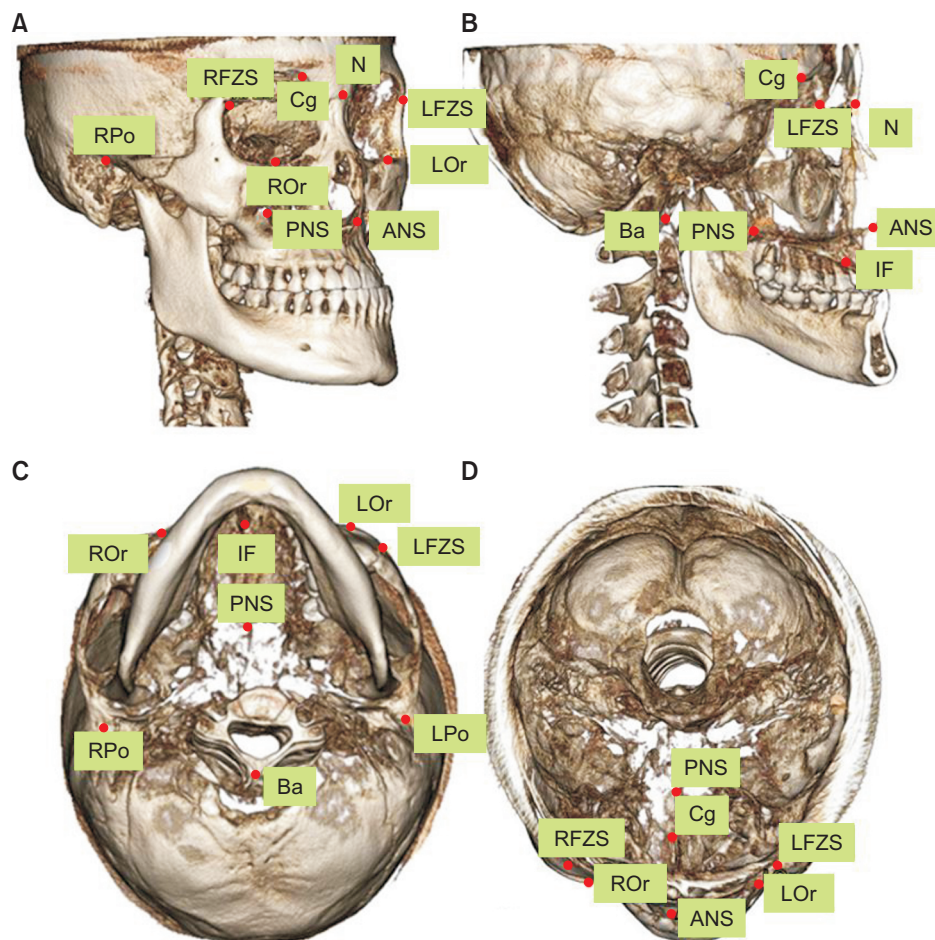 A
N
RFZS
Cg
LFZS
RPo
LOr
ROr
PNS
ANS
B
Cg
LFZS
N
Ba
PNS
ANS
IF
C
LOr
ROr
IF
LFZS
PNS
RPo
LPo
Ba
D
PNS
Cg
RFZS
LFZS
ROr
LOr
ANS